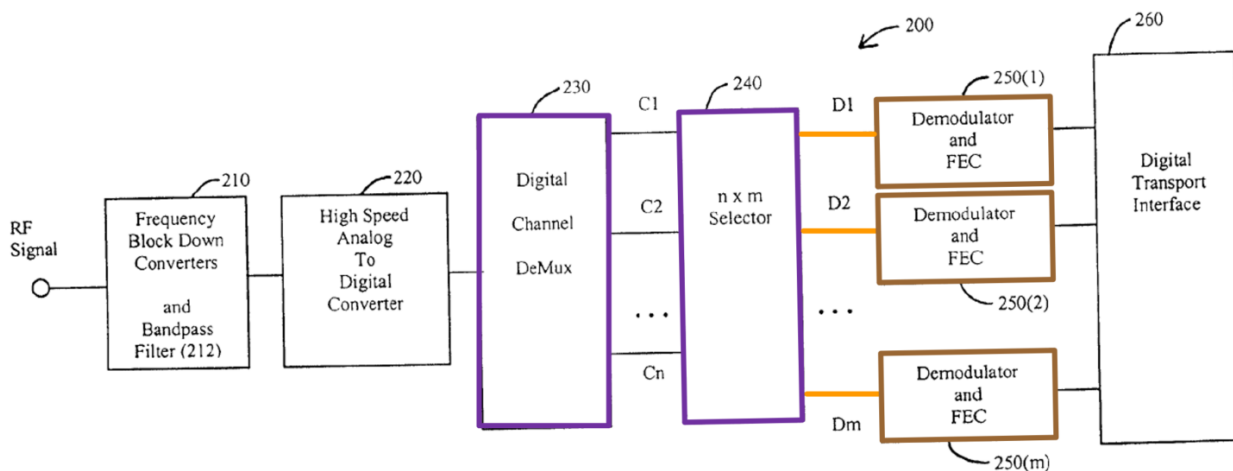 200
260
230
240
250(1)
C1
D1
Demodulator
and
FEC
210
220
Digital
Channel
DeMux
n x m
Selector
Digital
Transport
Interface
RF
Signal
Frequency
Block Down
Converters
and
Bandpass
Filter (212)
High Speed
Analog
To
Digital
Converter
C2
D2
Demodulator
and
FEC
250(2)
...
...
Cn
Dm
Demodulator
and
FEC
250(m)